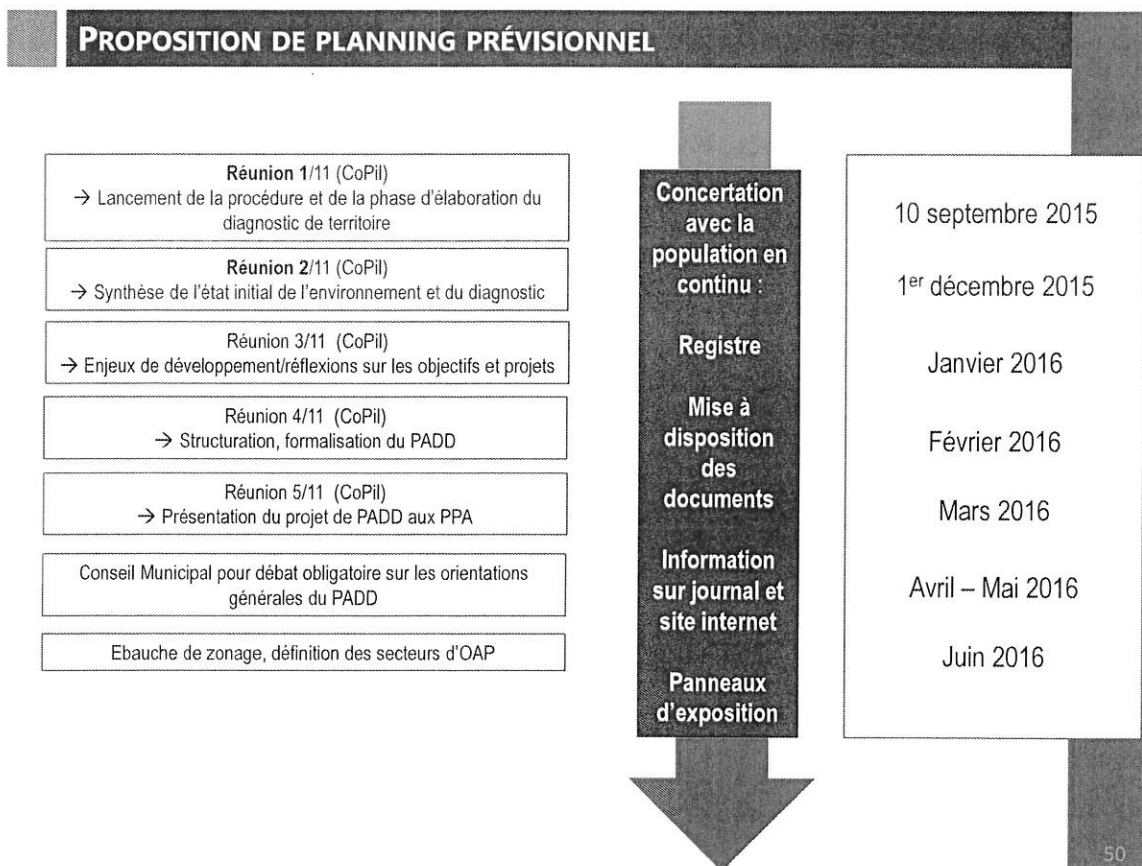 PROPOSITION DE PLANNING PRÉVISIONNEL
Réunion 1/11 (CoPil)
→ Lancement de la procédure et de la phase d'élaboration du
diagnostic de territoire
Réunion 2/11 (CoPil)
→ Synthèse de l'état initial de l'environnement et du diagnostic
Réunion 3/11 (CoPil)
→ Enjeux de développement/réflexions sur les objectifs et projets
Réunion 4/11 (CoPil)
→ Structuration, formalisation du PADD
Réunion 5/11 (CoPil)
→ Présentation du projet de PADD aux PPA
Conseil Municipal pour débat obligatoire sur les orientations
générales du PADD
Ebauche de zonage, définition des secteurs d'OAP
Concertation
avec la
population en
continu :
Registre
Mise à
disposition
des
documents
Information
sur journal et
site internet
Panneaux
d'exposition
10 septembre 2015
1er décembre 2015
Janvier 2016
Février 2016
Mars 2016
Avril – Mai 2016
Juin 2016
50